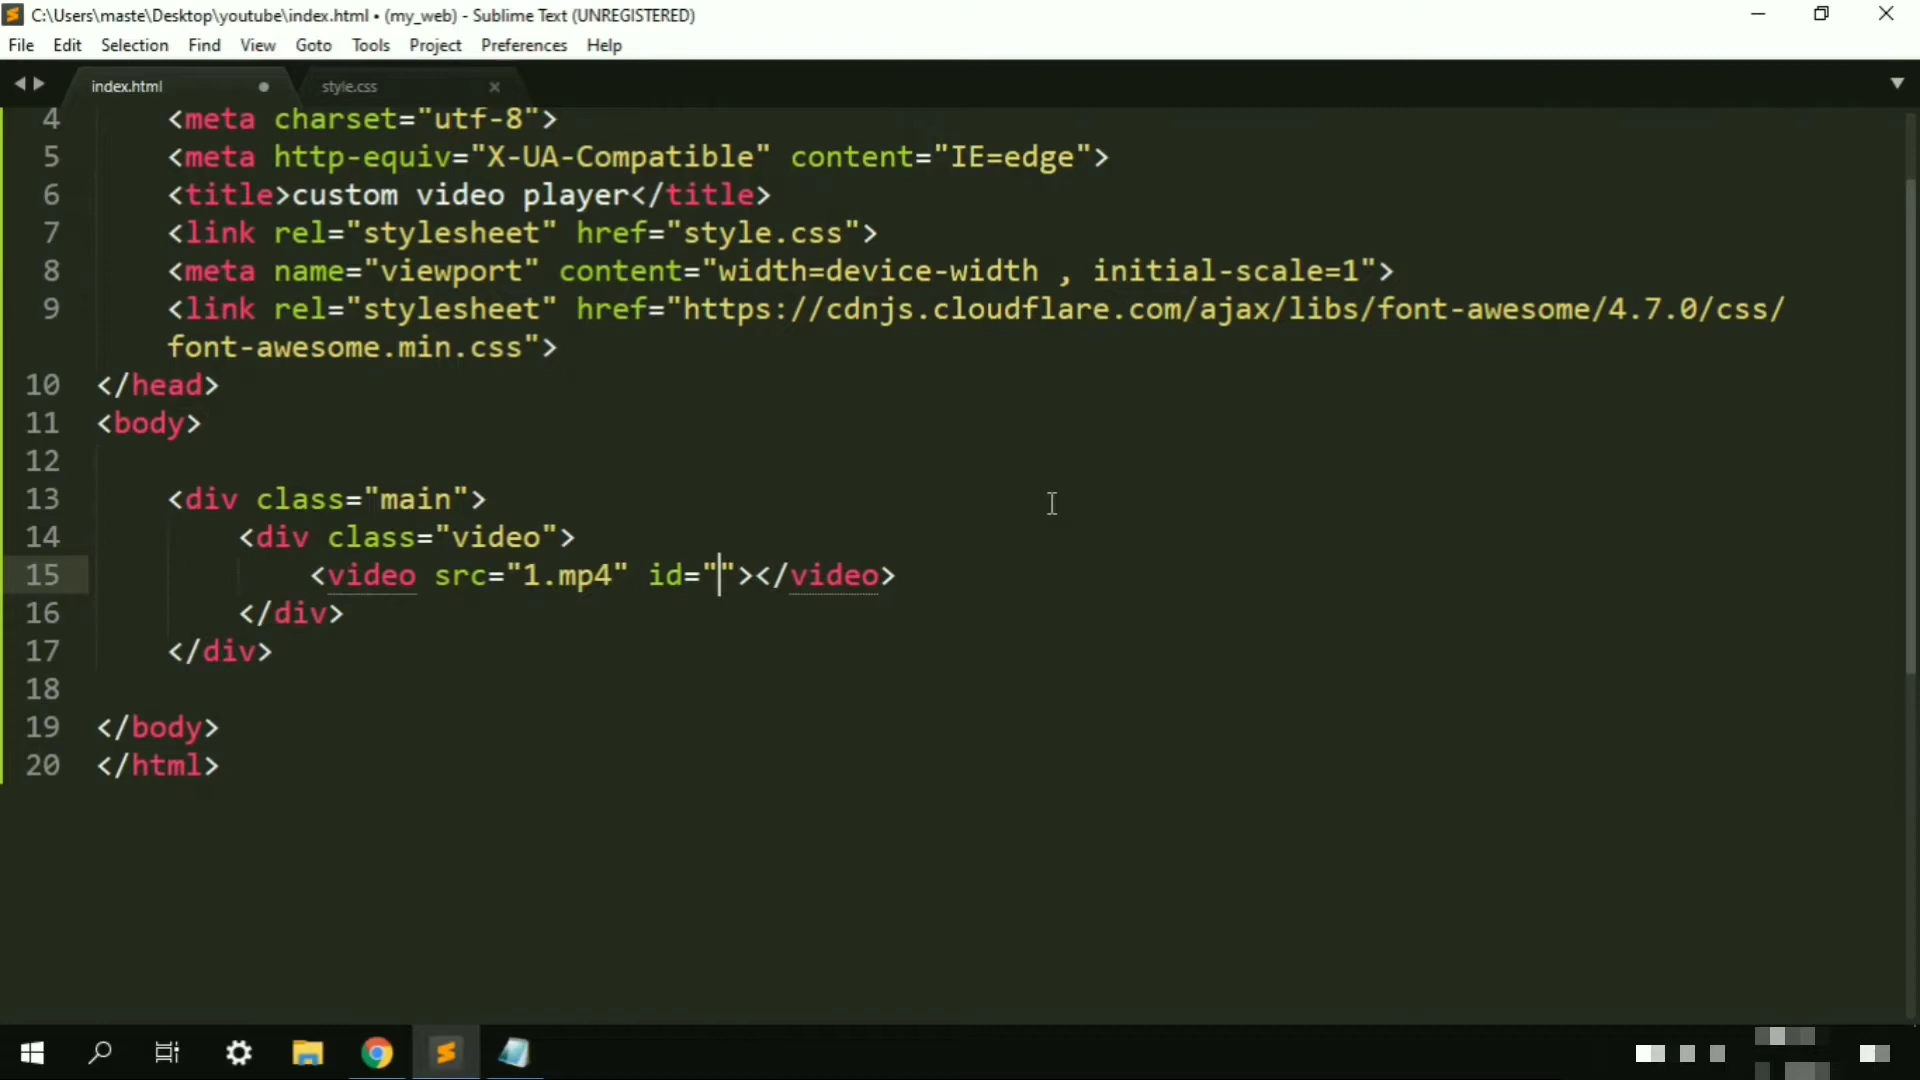 C:\Users\maste\Desktop\youtube\index.html • (my_web) - Sublime Text (UNREGISTERED)
File Edit Selection Find View Goto Tools Project Preferences Help
index.html style.css
4 <meta charset="utf-8">
5 <meta http-equiv="X-UA-Compatible" content="IE=edge">
6 <title>custom video player</title>
7 <link rel="stylesheet" href="style.css">
8 <meta name="viewport" content="width=device-width , initial-scale=1">
9 <link rel="stylesheet" href="https://cdnjs.cloudflare.com/ajax/libs/font-awesome/4.7.0/css/
font-awesome.min.css">
10 </head>
11 <body>
12
13 <div class="main">
14 <div class="video">
15 <video src="1.mp4" id=""></video>
16 </div>
17 </div>
18
19 </body>
20 </html>